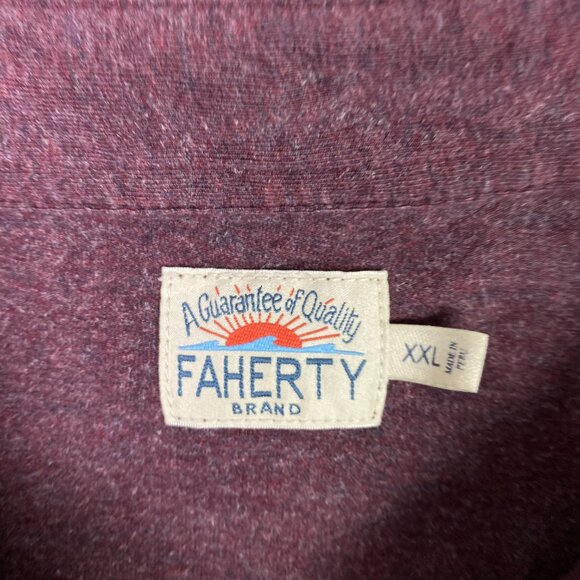 A Guarantee of Quality
FAHERTY
BRAND
XXL
MADE IN
PERU